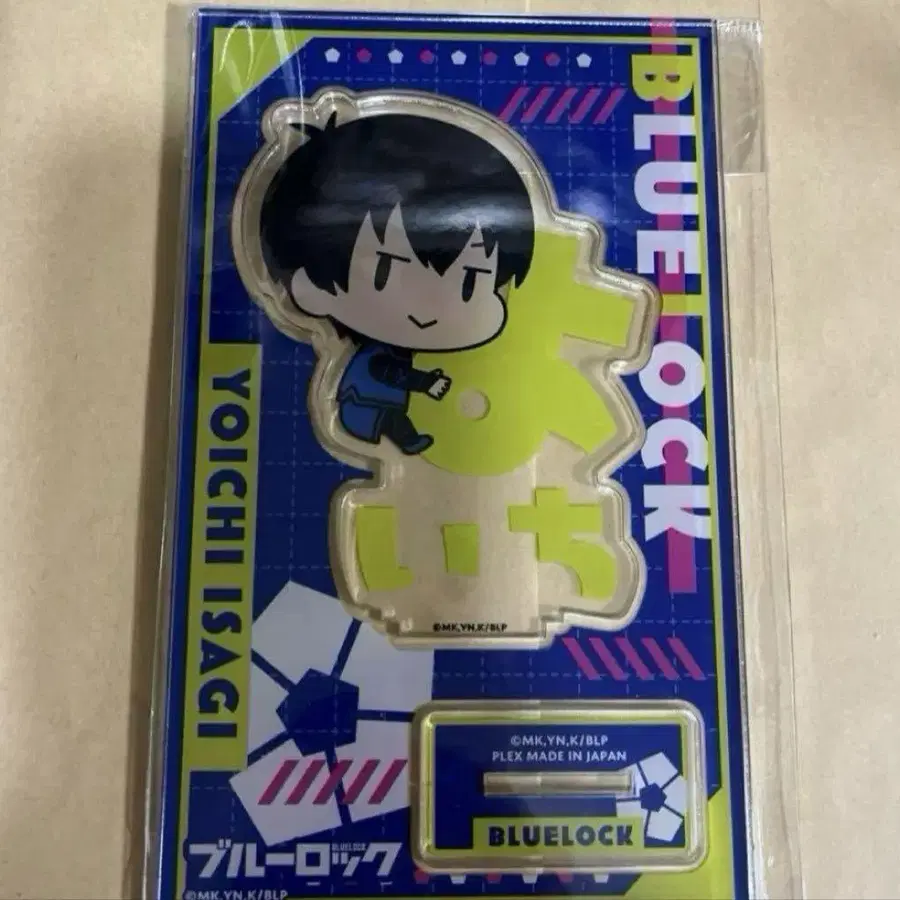 BLUELOCK
YOICHI ISAGI
よ
いち
©MK,YN,K/BLP
©MK,YN,K/BLP
PLEX MADE IN JAPAN
BLUELOCK
BLUELOCK
ブルーロック
©MK,YN,K/BLP